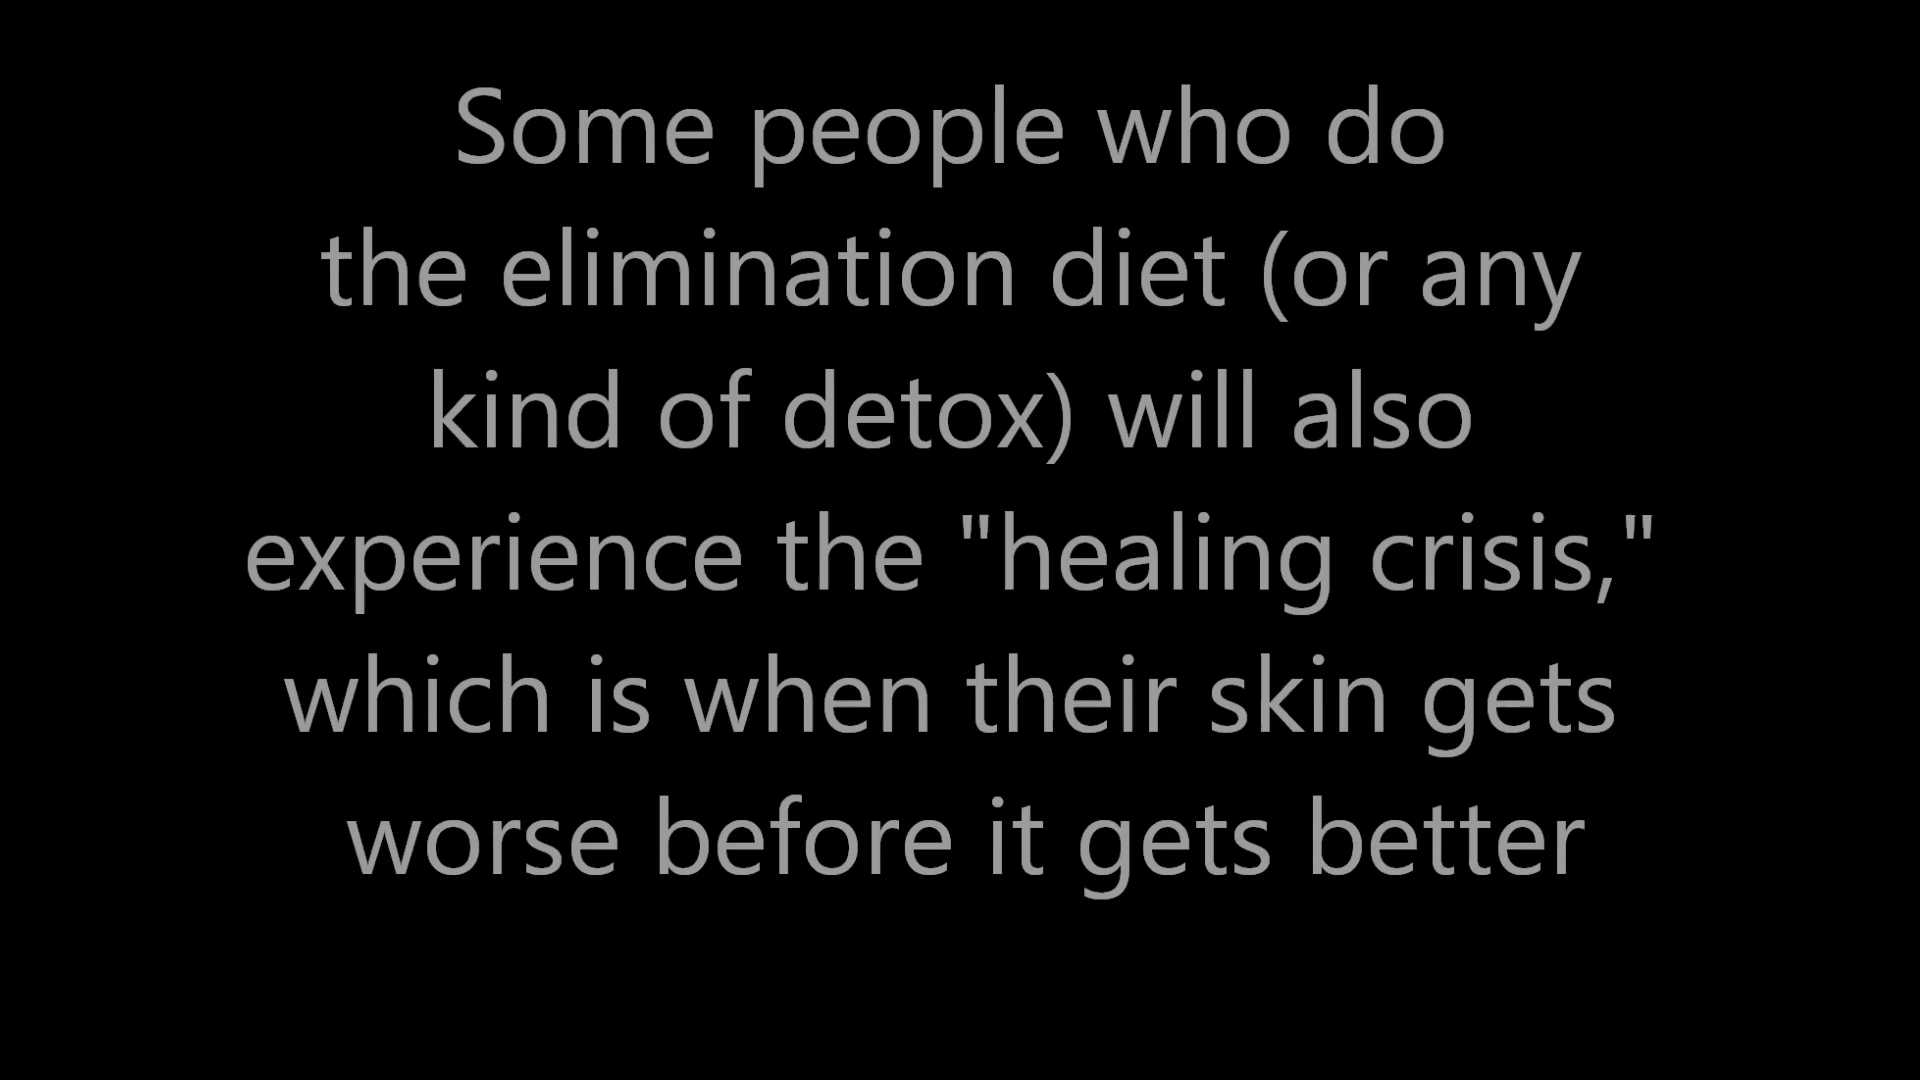 Some people who do
the elimination diet (or any
kind of detox) will also
experience the "healing crisis,"
which is when their skin gets
worse before it gets better